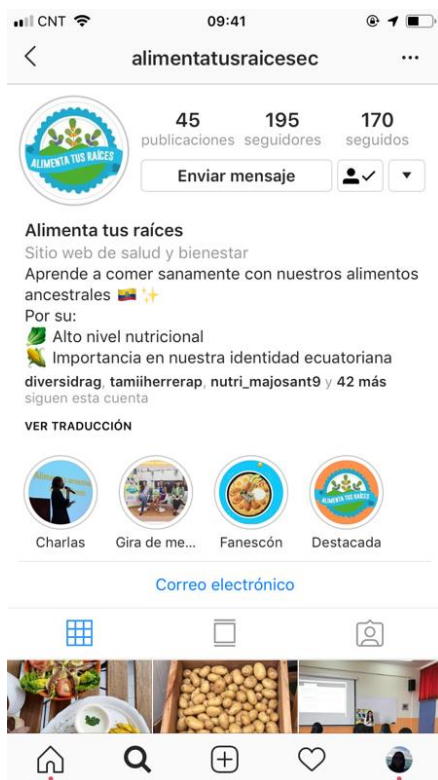 CNT 09:41
alimentatusraicesec
45 195 170
publicaciones seguidores seguidos
ALIMENTA TUS RAÍCES
Enviar mensaje
Alimenta tus raíces
Sitio web de salud y bienestar
Aprende a comer sanamente con nuestros alimentos
ancestrales 🇪🇨 ✨
Por su:
🥬 Alto nivel nutricional
🌽 Importancia en nuestra identidad ecuatoriana
diversidrag, tamiiherrerap, nutri_majosant9 y 42 más
siguen esta cuenta
VER TRADUCCIÓN
ALIMENTA TUS RAÍCES
Charlas Gira de me... Fanescón Destacada
Correo electrónico